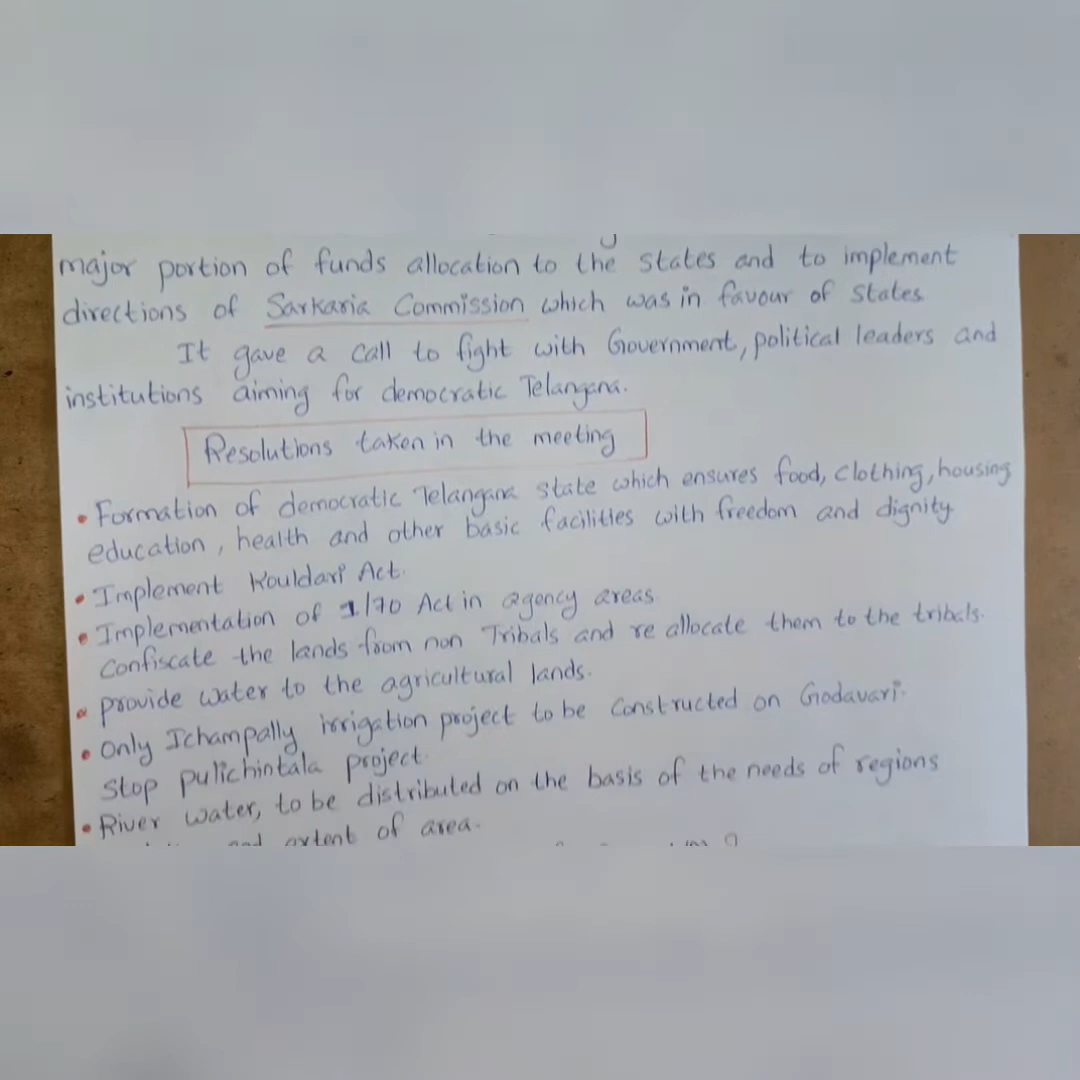 major portion of funds allocation to the states and to implement
directions of Sarkaria Commission which was in favour of states
It gave a call to fight with Government, political leaders and
institutions aiming for democratic Telangana.
Resolutions taken in the meeting
• Formation of democratic Telangana state which ensures food, clothing, housing
education, health and other basic facilities with freedom and dignity
• Implement Kouldari Act.
• Implementation of 1/70 Act in agency areas
Confiscate the lands from non Tribals and re allocate them to the tribals.
• provide water to the agricultural lands.
• Only Ichampally irrigation project to be constructed on Godavari.
Stop pulichintala project.
• River water, to be distributed on the basis of the needs of regions
and extent of area.